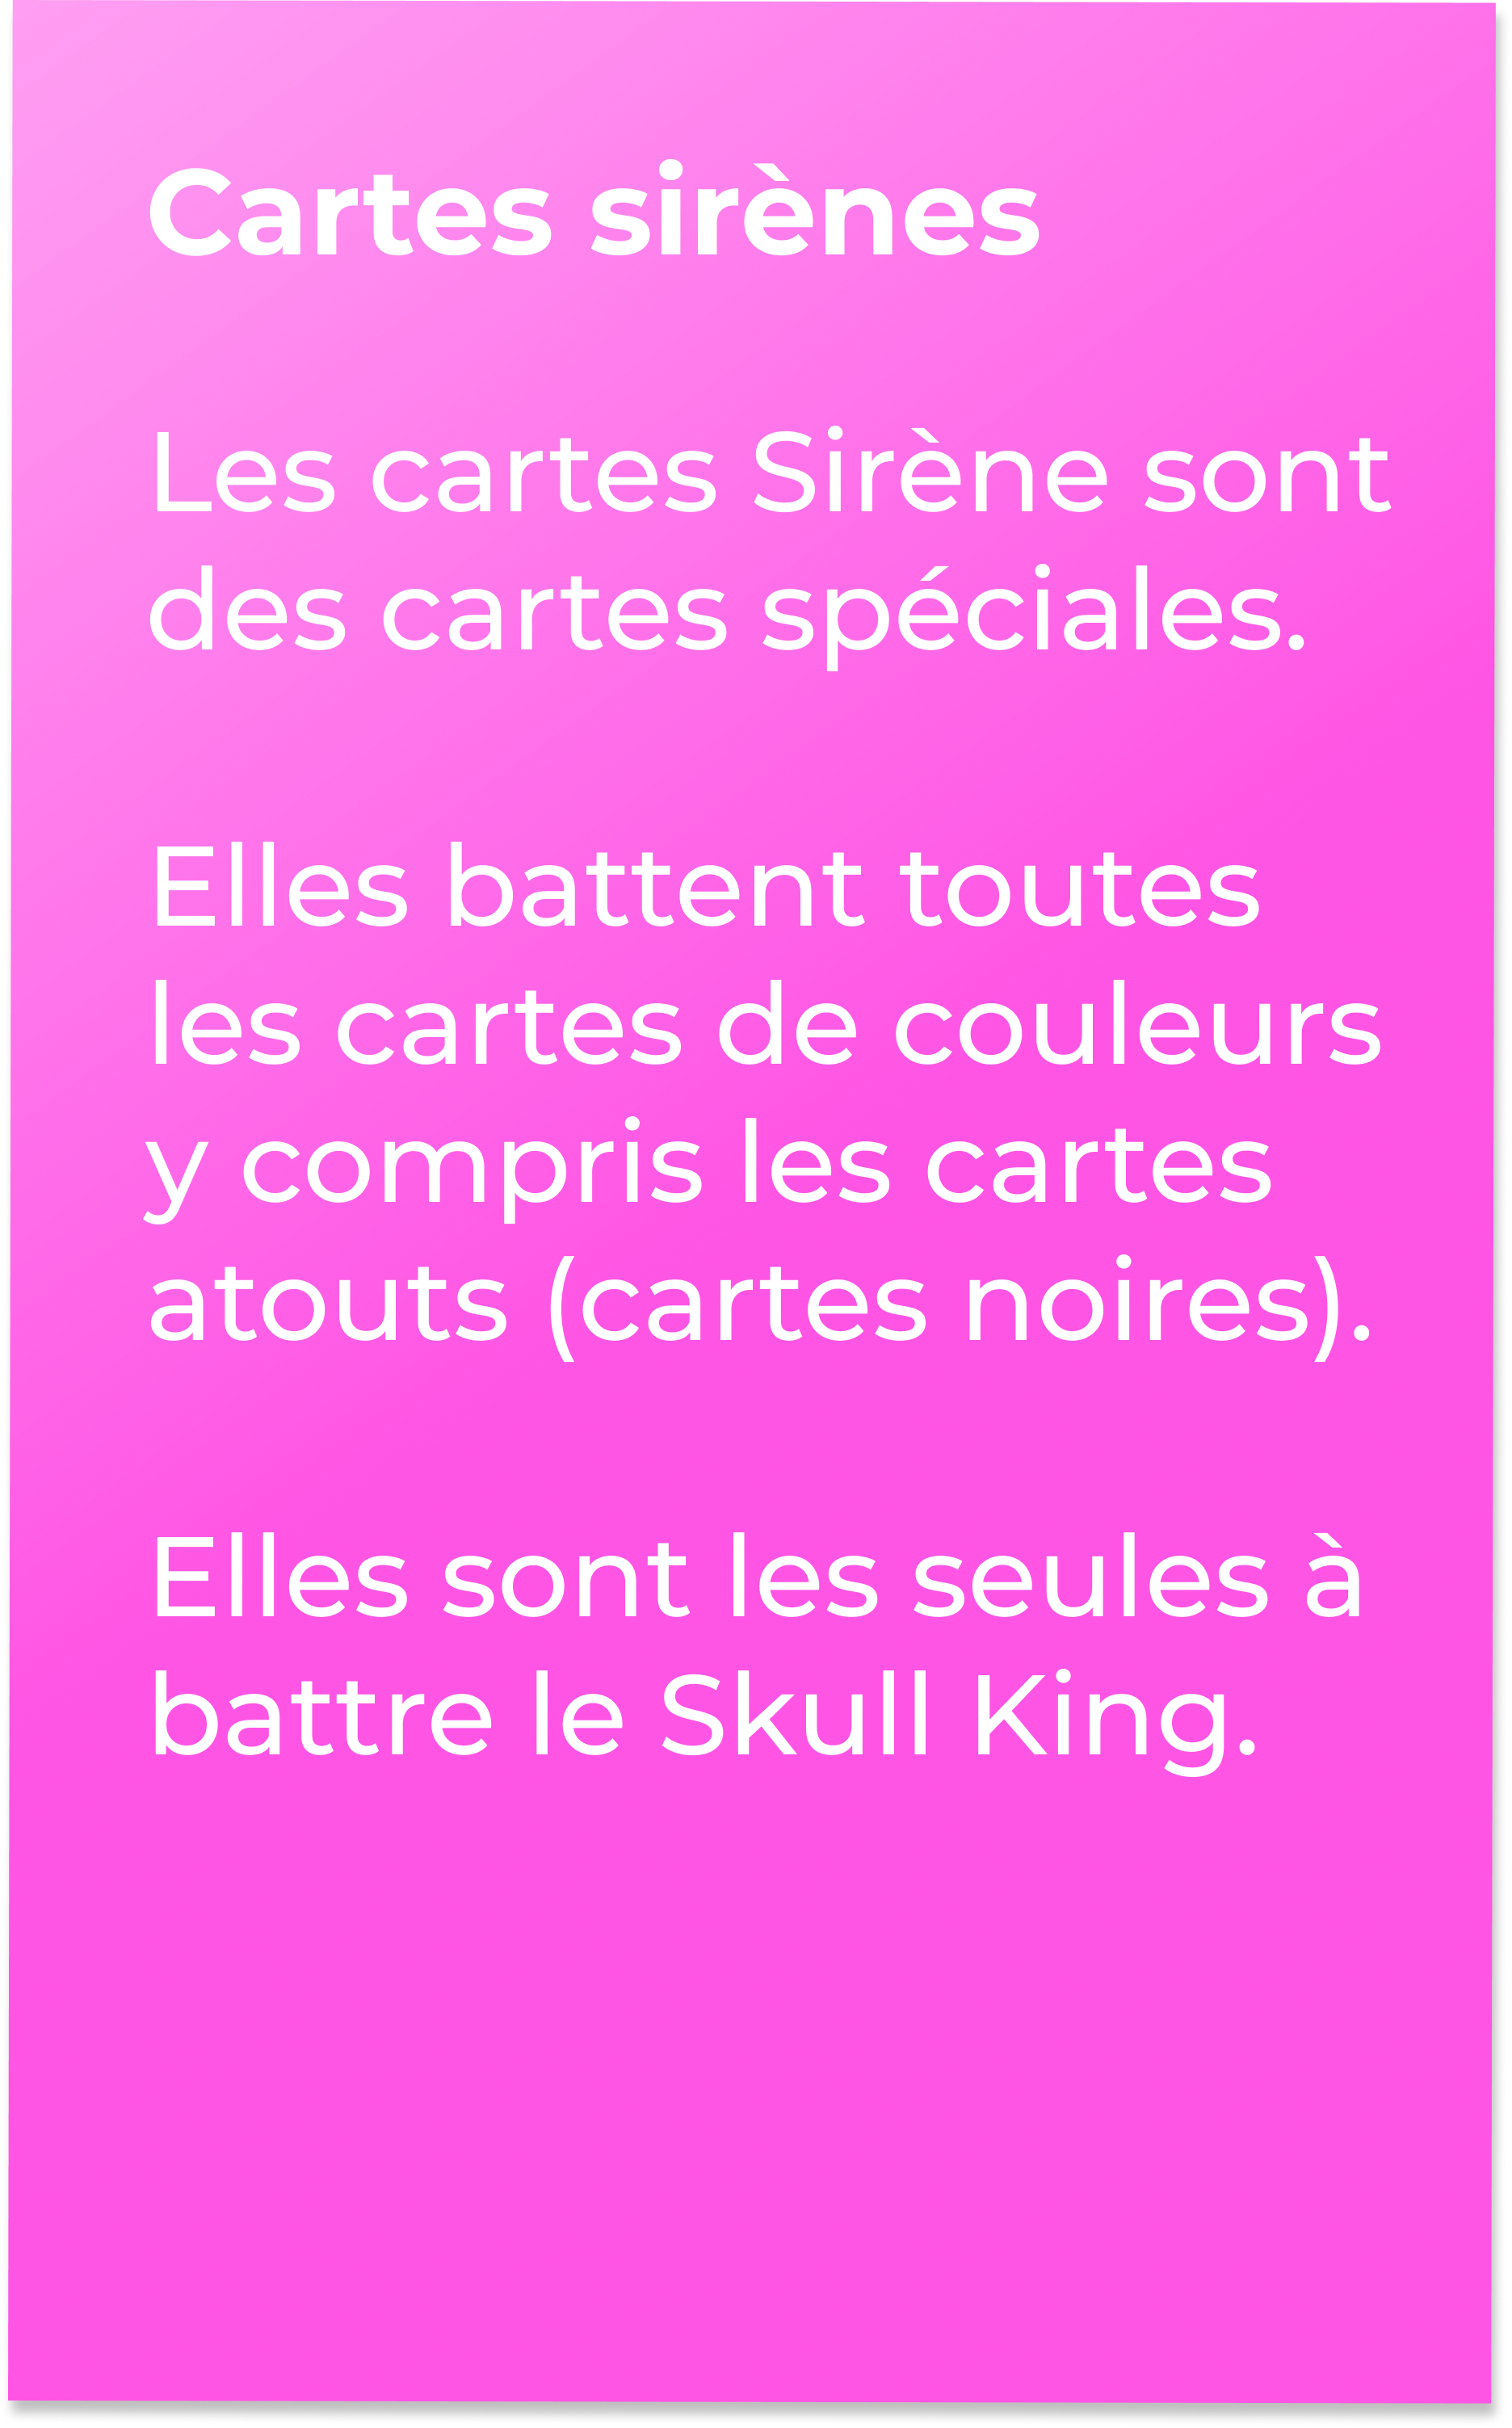 Cartes sirènes
Les cartes Sirène sont
des cartes spéciales.
Elles battent toutes
les cartes de couleurs
y compris les cartes
atouts (cartes noires).
Elles sont les seules à
battre le Skull King.